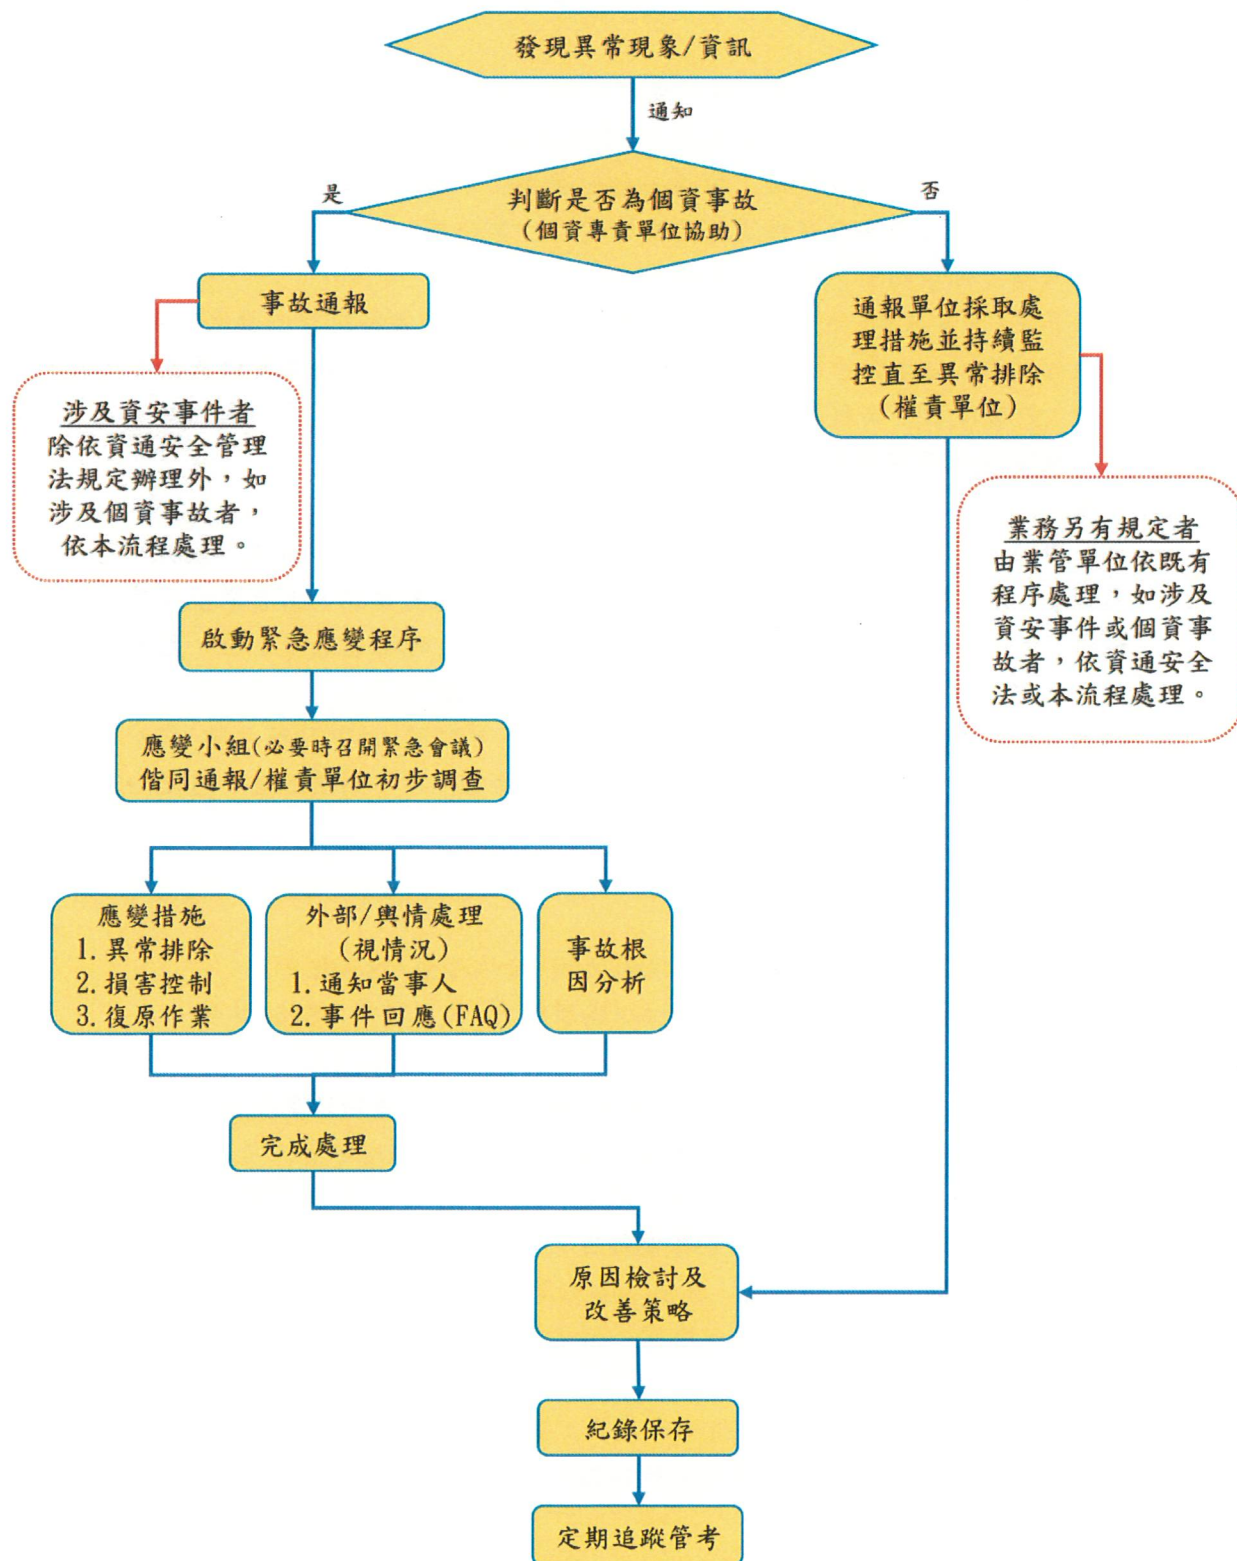 發現異常現象/資訊
通知
是
否
判斷是否為個資事故
(個資專責單位協助)
事故通報
通報單位採取處
理措施並持續監
控直至異常排除
(權責單位)
涉及資安事件者
除依資通安全管理
法規定辦理外，如
涉及個資事故者，
依本流程處理。
業務另有規定者
由業管單位依既有
程序處理，如涉及
資安事件或個資事
故者，依資通安全
法或本流程處理。
啟動緊急應變程序
應變小組(必要時召開緊急會議)
偕同通報/權責單位初步調查
應變措施
1.異常排除
2.損害控制
3.復原作業
外部/輿情處理
(視情況)
1.通知當事人
2.事件回應(FAQ)
事故根
因分析
完成處理
原因檢討及
改善策略
紀錄保存
定期追蹤管考